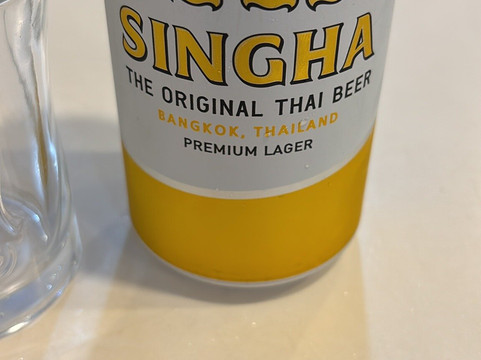 SINGHA
THE ORIGINAL THAI BEER
BANGKOK, THAILAND
PREMIUM LAGER